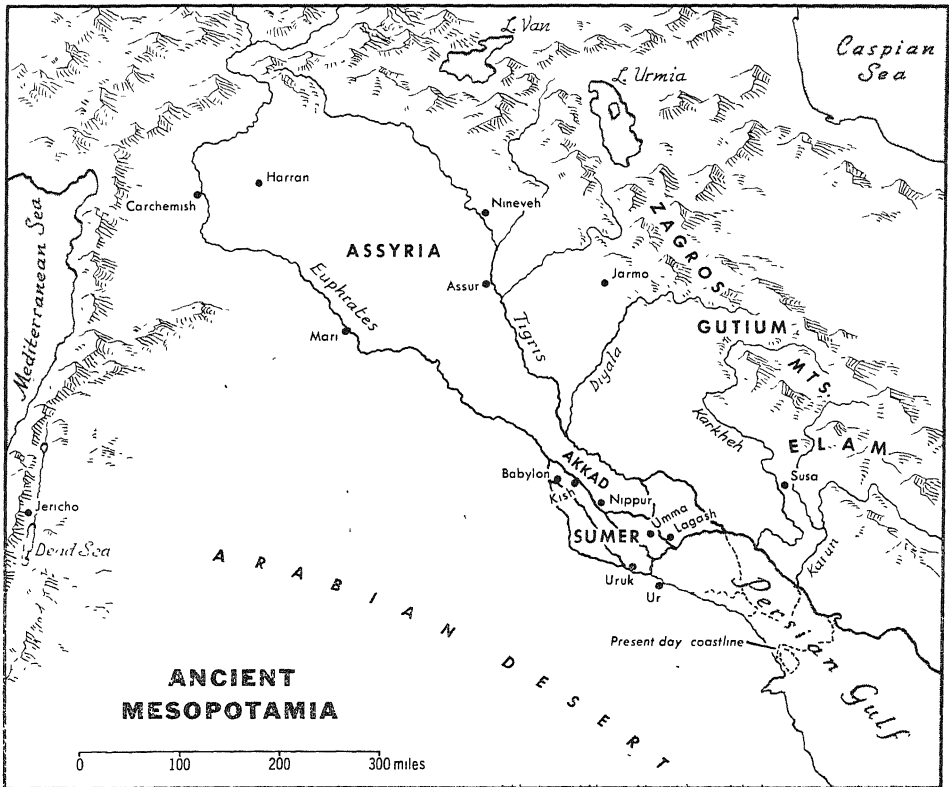 L. Van
Caspian
Sea
L. Urmia
Harran
Carchemish
Nineveh
Mediterranean Sea
ZAGROS
ASSYRIA
Euphrates
Assur
Jarmo
Tigris
Mari
GUTIUM
Diyala
MTS.
Karkheh
ELAM
AKKAD
Babylon
Kish
Susa
Nippur
Jericho
Umma
Lagash
SUMER
Dead Sea
Karun
Uruk
Ur
ARABIAN DESERT
Persian Gulf
Present day coastline
ANCIENT
MESOPOTAMIA
0 100 200 300 miles